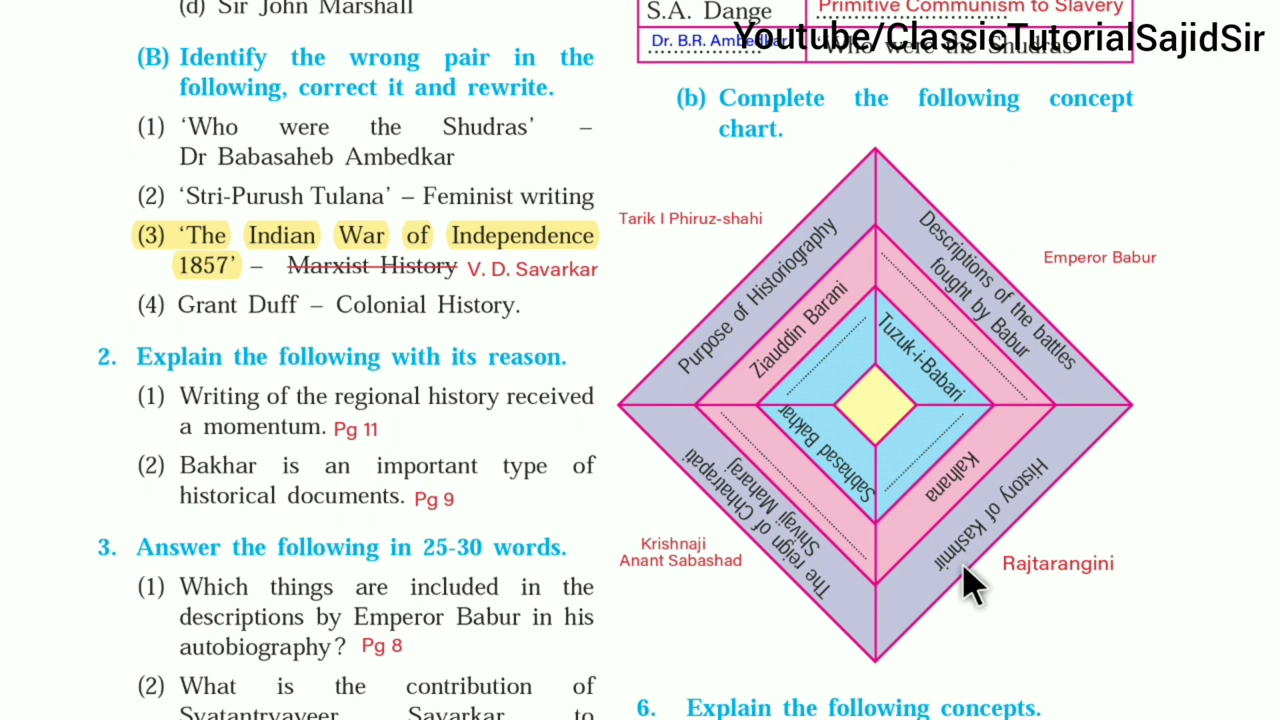 (d) Sir John Marshall
(B) Identify the wrong pair in the
following, correct it and rewrite.
(1) ‘Who were the Shudras’ –
Dr Babasaheb Ambedkar
(2) ‘Stri-Purush Tulana’ – Feminist writing
(3) ‘The Indian War of Independence
1857’ – Marxist History V. D. Savarkar
(4) Grant Duff – Colonial History.
2. Explain the following with its reason.
(1) Writing of the regional history received
a momentum. Pg 11
(2) Bakhar is an important type of
historical documents. Pg 9
3. Answer the following in 25-30 words.
(1) Which things are included in the
descriptions by Emperor Babur in his
autobiography? Pg 8
(2) What is the contribution of
Svatantryaveer Savarkar to
S.A. Dange
Primitive Communism to Slavery
Dr. B.R. Ambedkar
‘Who were the Shudras’
Youtube/ClassicTutorialSajidSir
(b) Complete the following concept
chart.
Tarik I Phiruz-shahi
Purpose of Historiography
Ziauddin Barani
Descriptions of the battles
fought by Babur
Tuzuk-i-Babari
Emperor Babur
Sabhasad Bakhar
The reign of Chhatrapati
Shivaji Maharaj
Krishnaji
Anant Sabashad
Kalhana
History of Kashmir
Rajtarangini
6. Explain the following concepts.